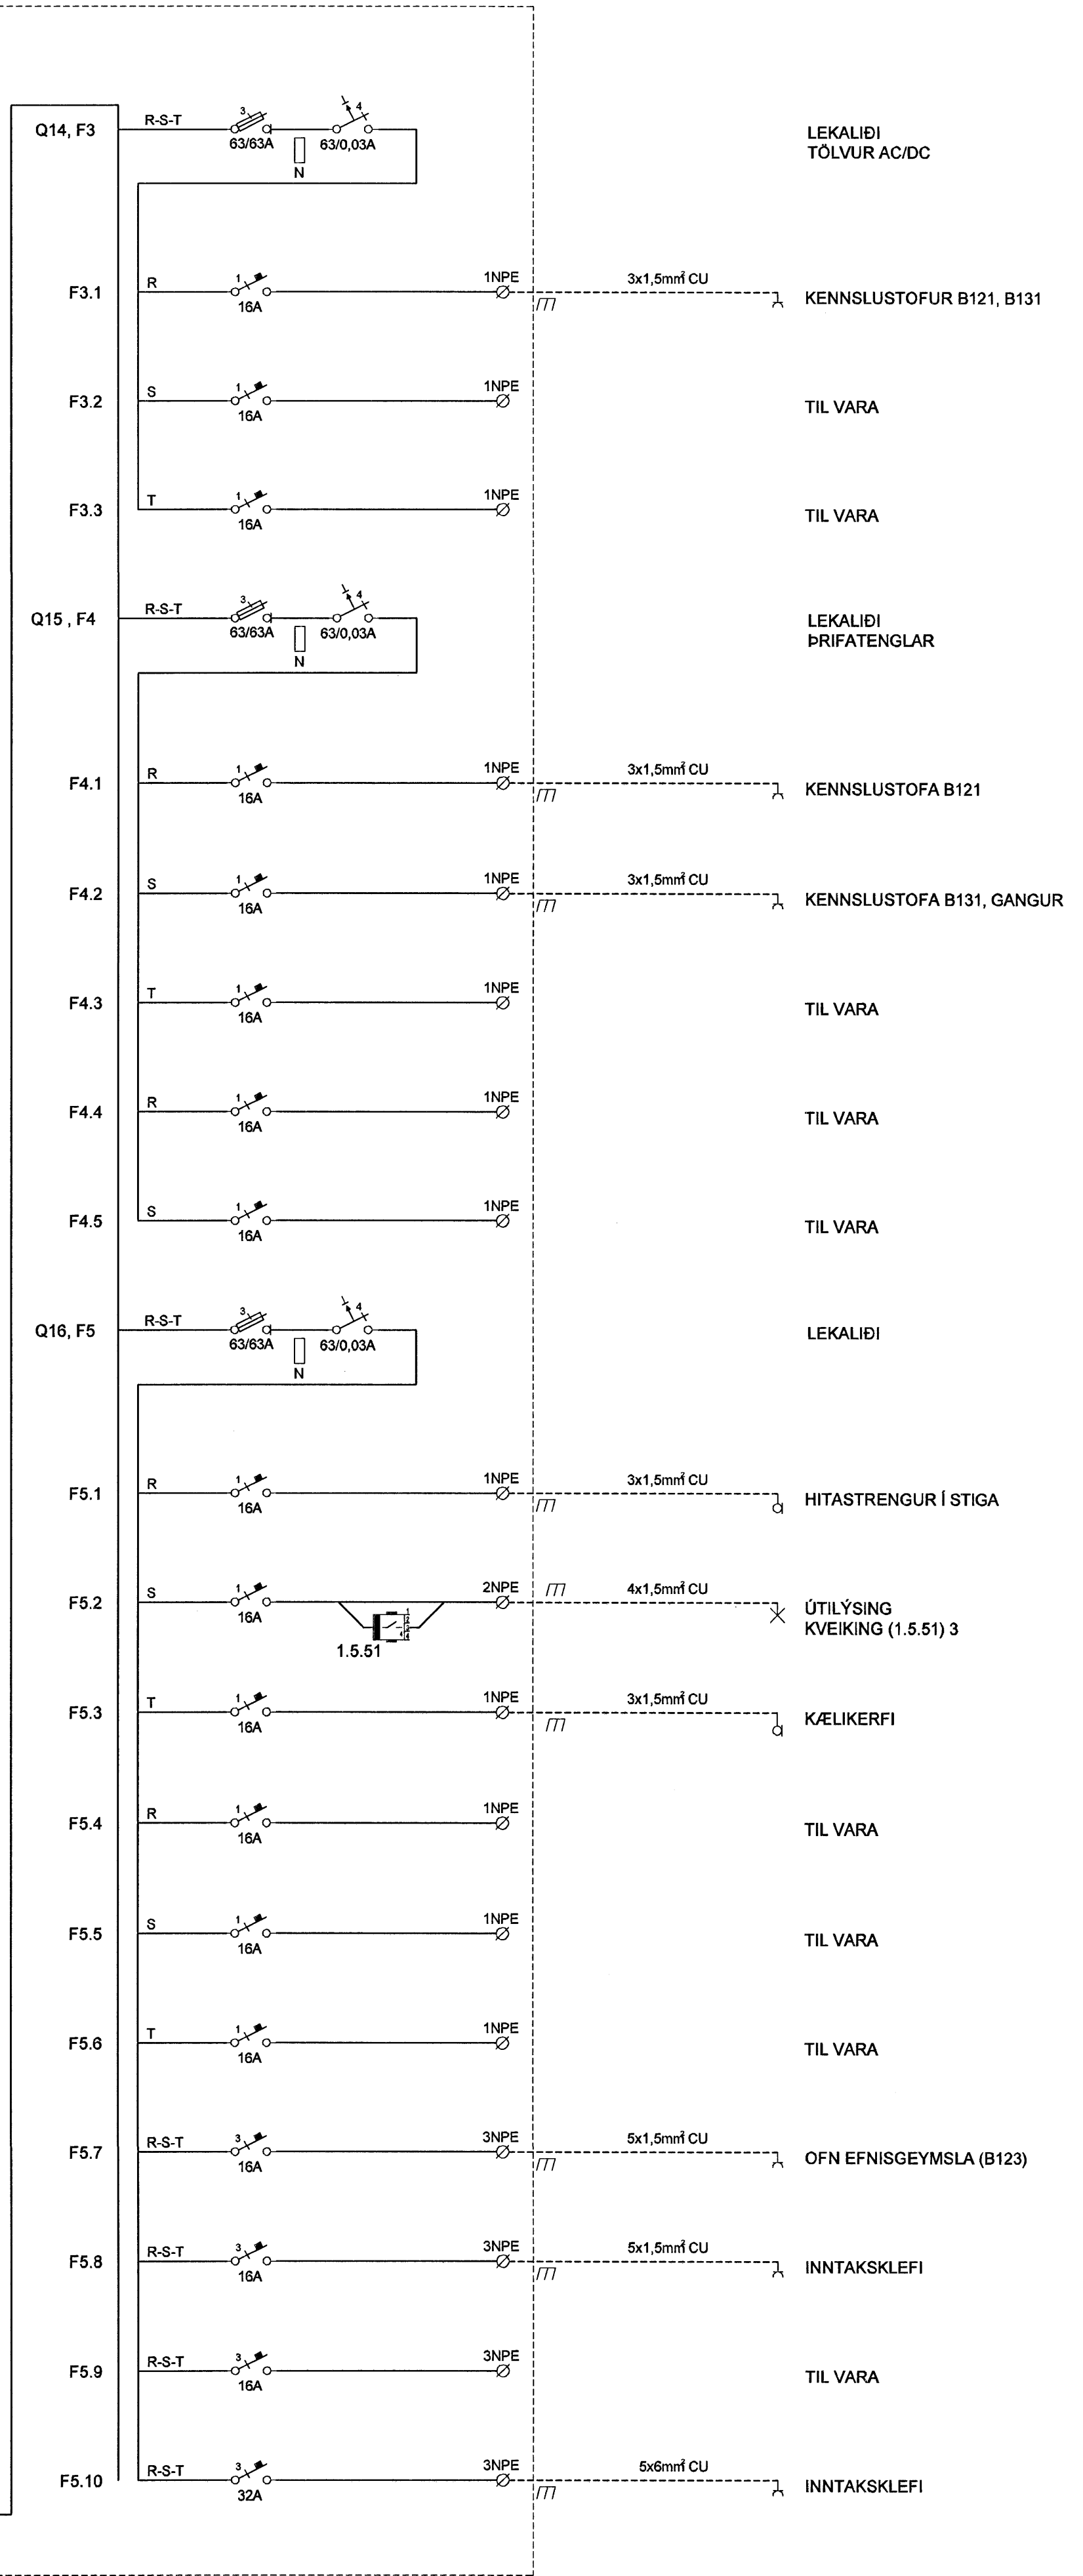 Q14, F3 R-S-T 3 63/63A N 4 63/0,03A LEKALIÐI
TÖLVUR AC/DC
F3.1 R 1 16A 1NPE 3x1,5mm² CU KENNSLUSTOFUR B121, B131
F3.2 S 1 16A 1NPE TIL VARA
F3.3 T 1 16A 1NPE TIL VARA
Q15 , F4 R-S-T 3 63/63A N 4 63/0,03A LEKALIÐI
ÞRIFATENGLAR
F4.1 R 1 16A 1NPE 3x1,5mm² CU KENNSLUSTOFA B121
F4.2 S 1 16A 1NPE 3x1,5mm² CU KENNSLUSTOFA B131, GANGUR
F4.3 T 1 16A 1NPE TIL VARA
F4.4 R 1 16A 1NPE TIL VARA
F4.5 S 1 16A 1NPE TIL VARA
Q16, F5 R-S-T 3 63/63A N 4 63/0,03A LEKALIÐI
F5.1 R 1 16A 1NPE 3x1,5mm² CU HITASTRENGUR Í STIGA
F5.2 S 1 16A 1.5.51 2NPE 4x1,5mm² CU ÚTILÝSING
KVEIKING (1.5.51) 3
F5.3 T 1 16A 1NPE 3x1,5mm² CU KÆLIKERFI
F5.4 R 1 16A 1NPE TIL VARA
F5.5 S 1 16A 1NPE TIL VARA
F5.6 T 1 16A 1NPE TIL VARA
F5.7 R-S-T 3 16A 3NPE 5x1,5mm² CU OFN EFNISGEYMSLA (B123)
F5.8 R-S-T 3 16A 3NPE 5x1,5mm² CU INNTAKSKLEFI
F5.9 R-S-T 3 16A 3NPE TIL VARA
F5.10 R-S-T 3 32A 3NPE 5x6mm² CU INNTAKSKLEFI